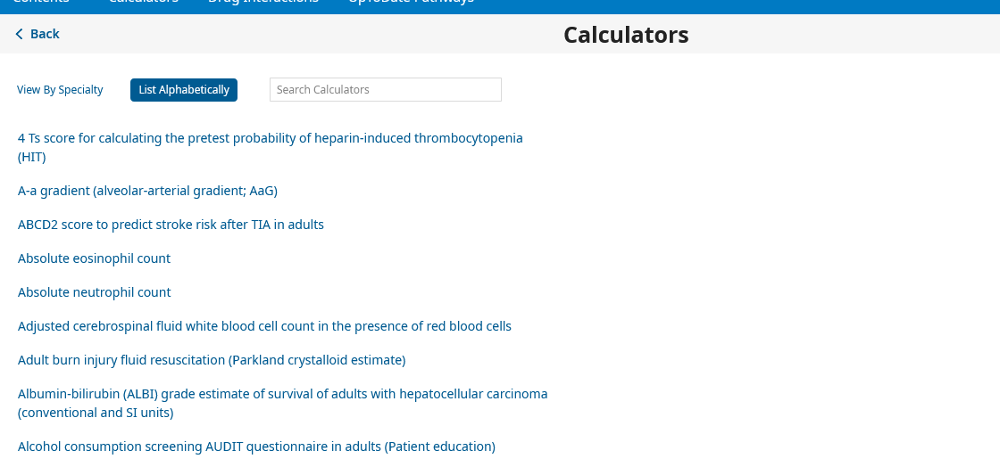 Contents Calculators Drug Interactions UpToDate Pathways
Back
Calculators
View By Specialty
List Alphabetically
Search Calculators
4 Ts score for calculating the pretest probability of heparin-induced thrombocytopenia
(HIT)
A-a gradient (alveolar-arterial gradient; AaG)
ABCD2 score to predict stroke risk after TIA in adults
Absolute eosinophil count
Absolute neutrophil count
Adjusted cerebrospinal fluid white blood cell count in the presence of red blood cells
Adult burn injury fluid resuscitation (Parkland crystalloid estimate)
Albumin-bilirubin (ALBI) grade estimate of survival of adults with hepatocellular carcinoma
(conventional and SI units)
Alcohol consumption screening AUDIT questionnaire in adults (Patient education)